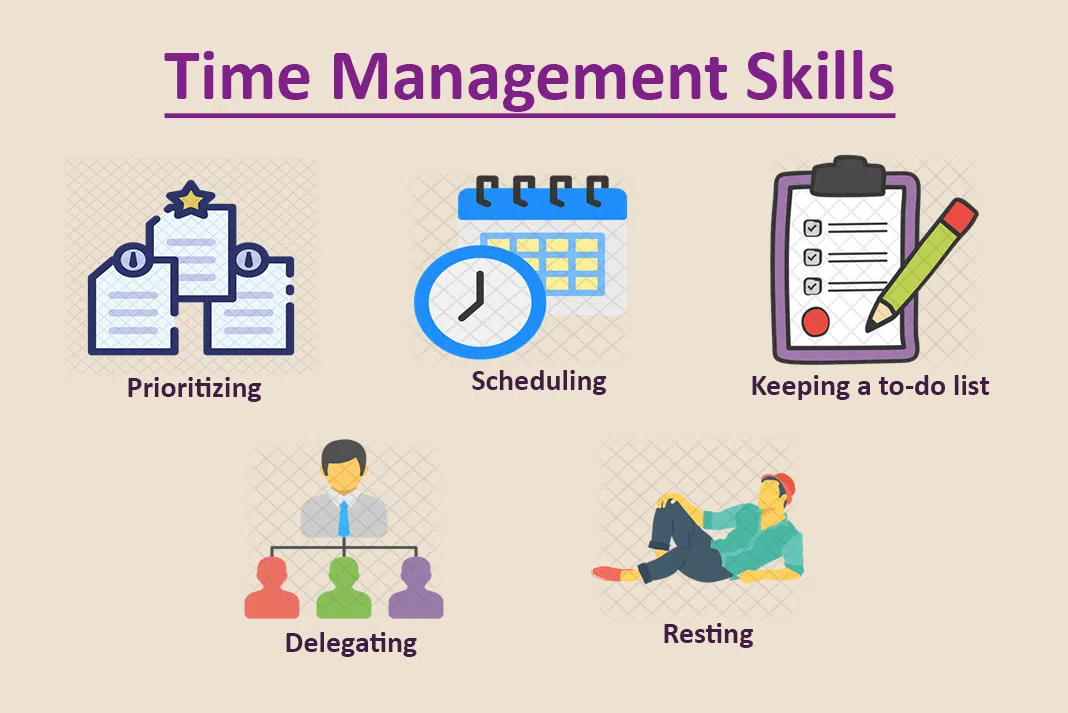 Time Management Skills
Prioritizing
Scheduling
Keeping a to-do list
Delegating
Resting